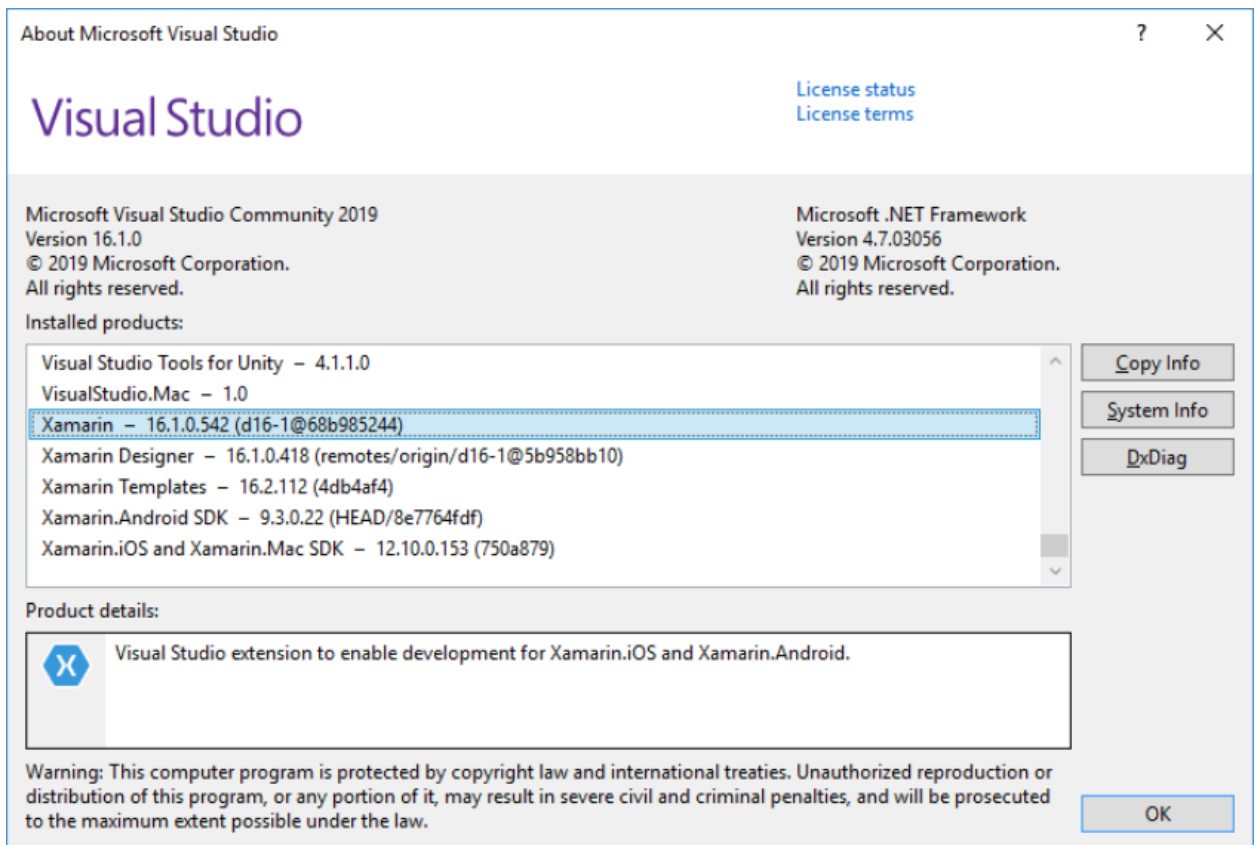 About Microsoft Visual Studio
?
Visual Studio
License status
License terms
Microsoft Visual Studio Community 2019
Version 16.1.0
© 2019 Microsoft Corporation.
All rights reserved.
Microsoft .NET Framework
Version 4.7.03056
© 2019 Microsoft Corporation.
All rights reserved.
Installed products:
Visual Studio Tools for Unity – 4.1.1.0
VisualStudio.Mac – 1.0
Xamarin – 16.1.0.542 (d16-1@68b985244)
Xamarin Designer – 16.1.0.418 (remotes/origin/d16-1@5b958bb10)
Xamarin Templates – 16.2.112 (4db4af4)
Xamarin.Android SDK – 9.3.0.22 (HEAD/8e7764fdf)
Xamarin.iOS and Xamarin.Mac SDK – 12.10.0.153 (750a879)
Copy Info
System Info
DxDiag
Product details:
Visual Studio extension to enable development for Xamarin.iOS and Xamarin.Android.
Warning: This computer program is protected by copyright law and international treaties. Unauthorized reproduction or
distribution of this program, or any portion of it, may result in severe civil and criminal penalties, and will be prosecuted
to the maximum extent possible under the law.
OK